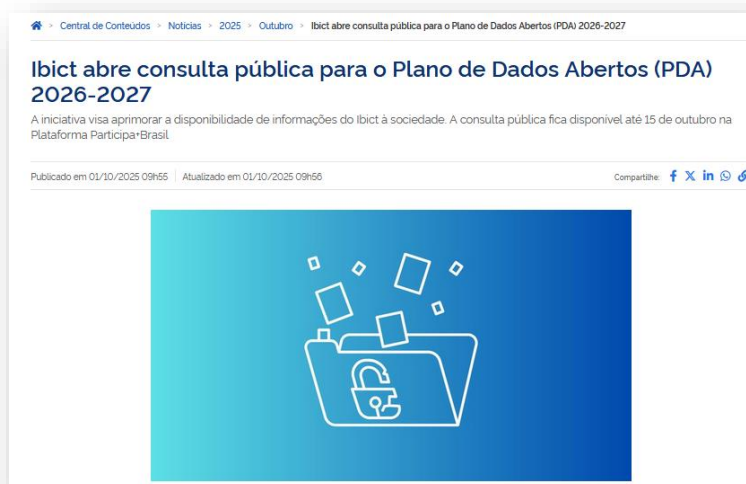 Central de Conteúdos > Notícias > 2025 > Outubro > Ibict abre consulta pública para o Plano de Dados Abertos (PDA) 2026-2027
Ibict abre consulta pública para o Plano de Dados Abertos (PDA)
2026-2027
A iniciativa visa aprimorar a disponibilidade de informações do Ibict à sociedade. A consulta pública fica disponível até 15 de outubro na
Plataforma Participa+Brasil
Publicado em 01/10/2025 09h55 | Atualizado em 01/10/2025 09h56 Compartilhe: